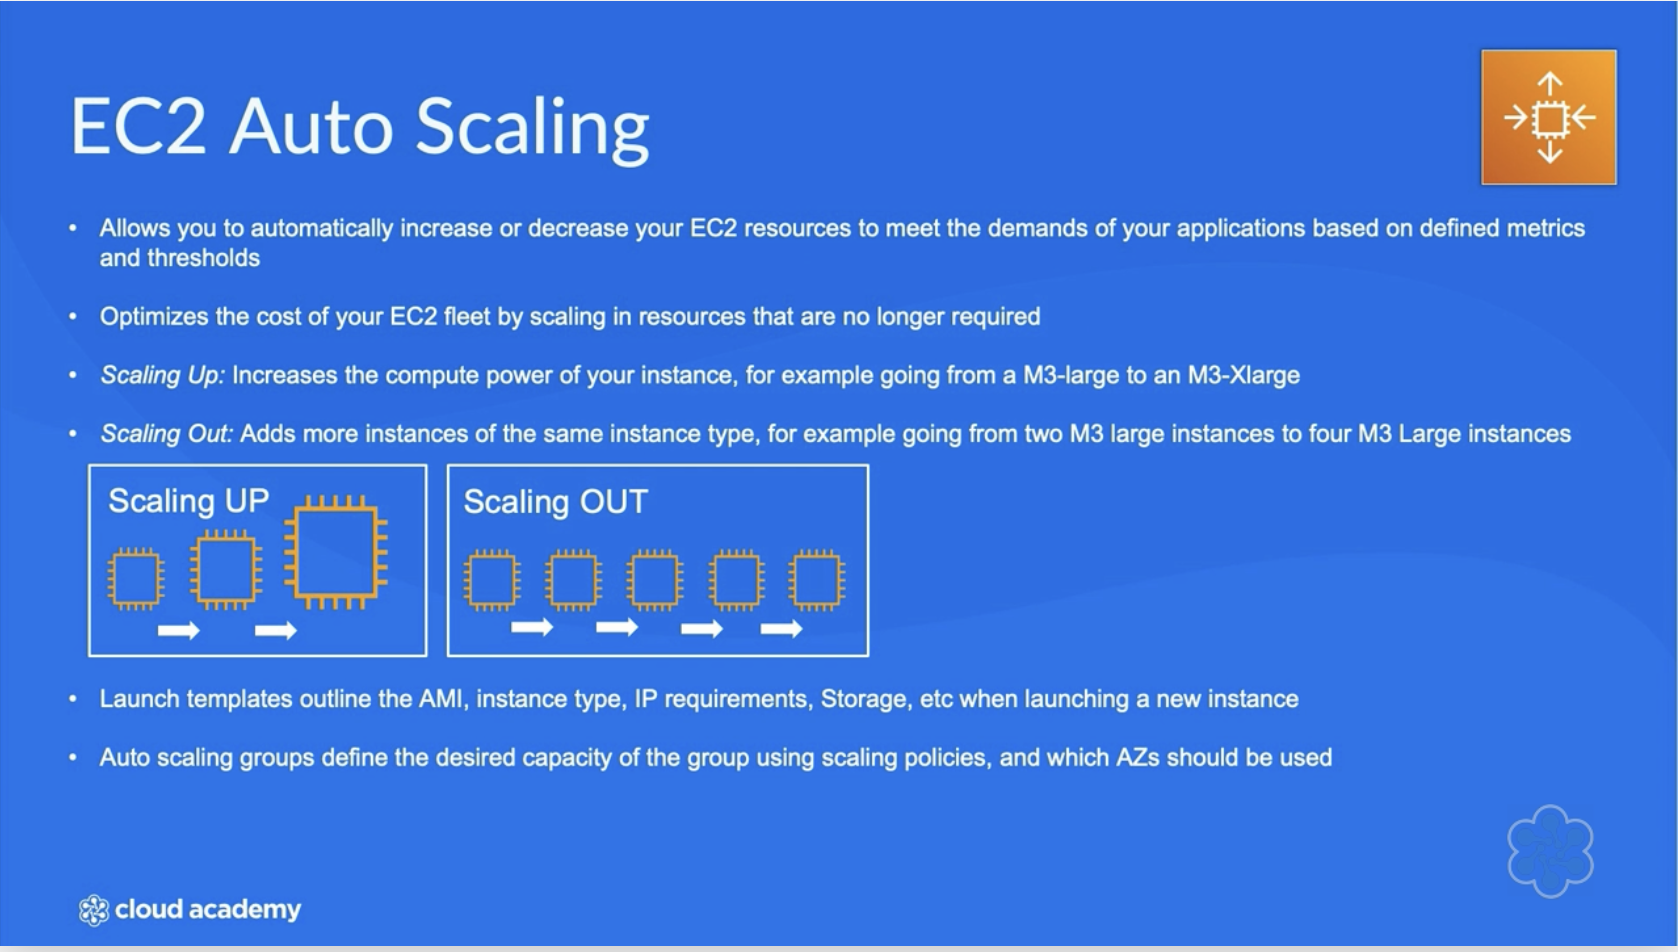 EC2 Auto Scaling
• Allows you to automatically increase or decrease your EC2 resources to meet the demands of your applications based on defined metrics
and thresholds
• Optimizes the cost of your EC2 fleet by scaling in resources that are no longer required
• Scaling Up: Increases the compute power of your instance, for example going from a M3-large to an M3-Xlarge
• Scaling Out: Adds more instances of the same instance type, for example going from two M3 large instances to four M3 Large instances
Scaling UP
Scaling OUT
• Launch templates outline the AMI, instance type, IP requirements, Storage, etc when launching a new instance
• Auto scaling groups define the desired capacity of the group using scaling policies, and which AZs should be used
cloud academy